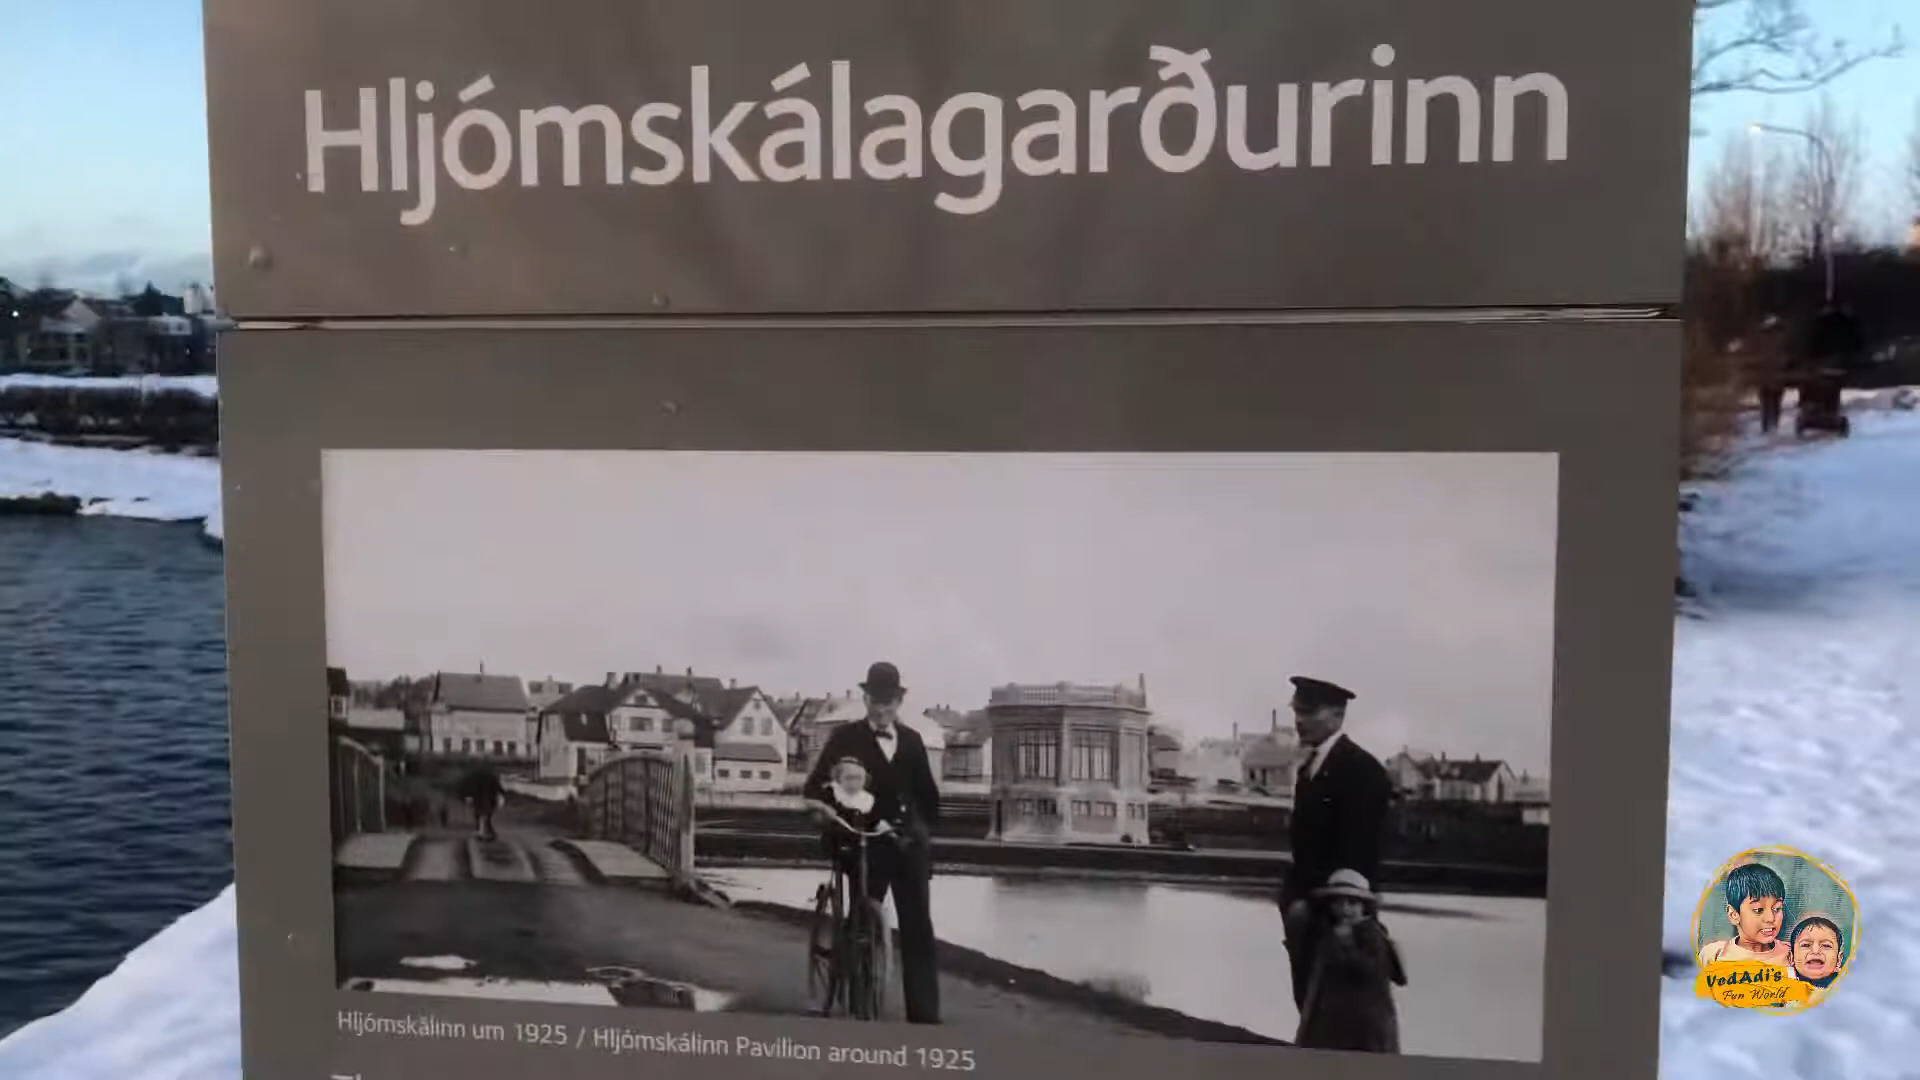 Hljómskálagarðurinn
Hljómskálinn um 1925 / Hljómskálinn Pavilion around 1925
VedAdi's
Fun World